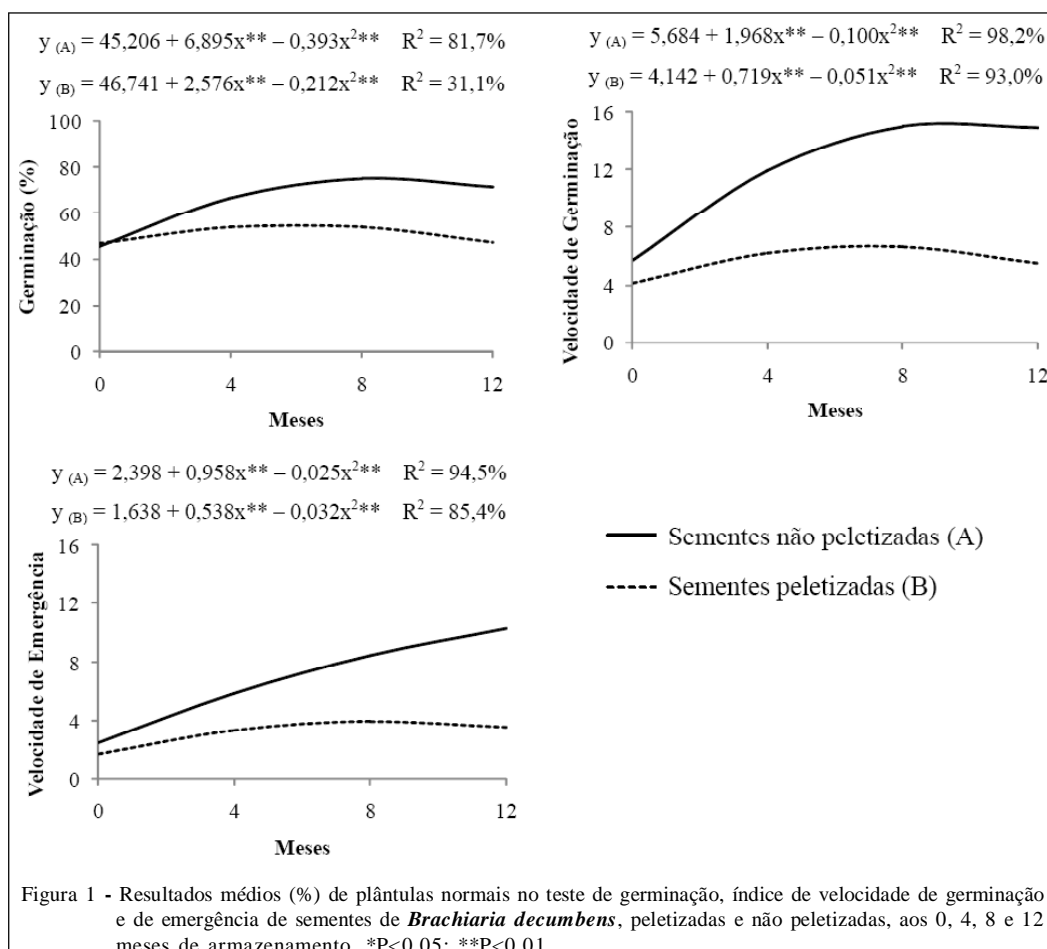 y (A) = 45,206 + 6,895x** – 0,393x²** R² = 81,7%
y (B) = 46,741 + 2,576x** – 0,212x²** R² = 31,1%
Germinação (%)
100
80
60
40
20
0
0 4 8 12
Meses
y (A) = 5,684 + 1,968x** – 0,100x²** R² = 98,2%
y (B) = 4,142 + 0,719x** – 0,051x²** R² = 93,0%
Velocidade de Germinação
16
12
8
4
0
0 4 8 12
Meses
y (A) = 2,398 + 0,958x** – 0,025x²** R² = 94,5%
y (B) = 1,638 + 0,538x** – 0,032x²** R² = 85,4%
Velocidade de Emergência
16
12
8
4
0
0 4 8 12
Meses
Sementes não peletizadas (A)
Sementes peletizadas (B)
Figura 1 - Resultados médios (%) de plântulas normais no teste de germinação, índice de velocidade de germinação
e de emergência de sementes de Brachiaria decumbens, peletizadas e não peletizadas, aos 0, 4, 8 e 12
meses de armazenamento. *P<0,05; **P<0,01